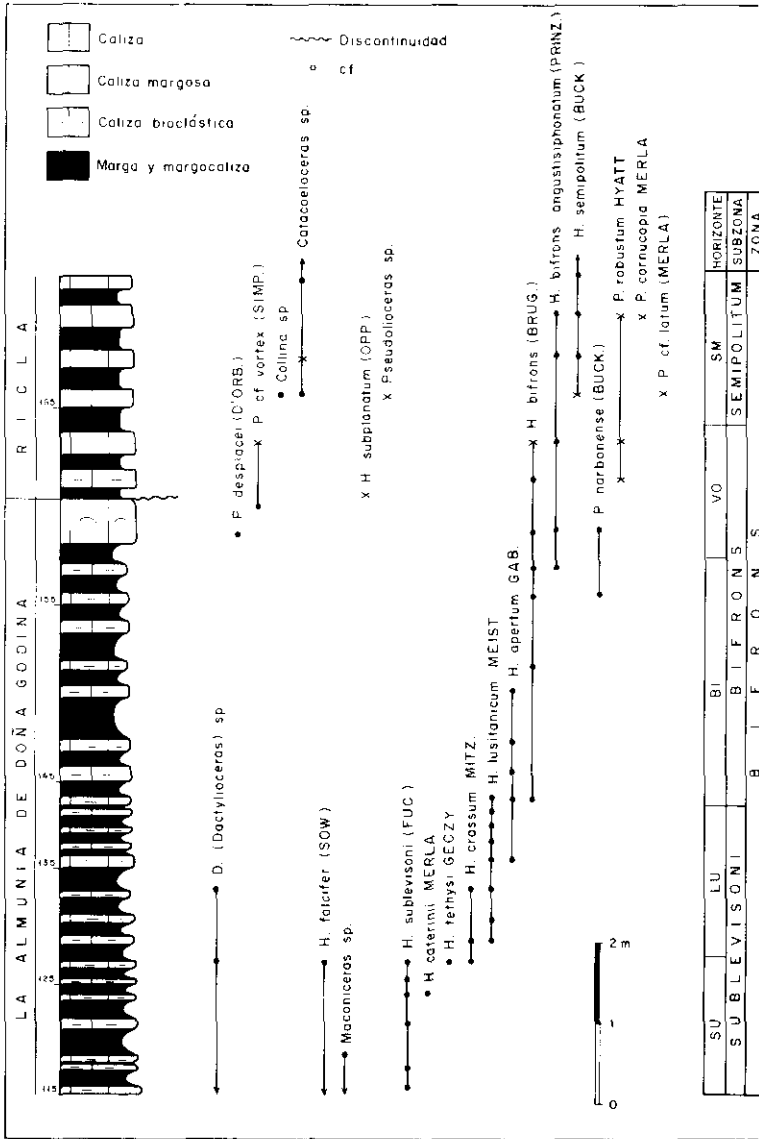 Caliza
Caliza margosa
Caliza bioclástica
Marga y margocaliza
Discontinuidad
cf
RICLA
LA ALMUNIA DE DOÑA GODINA
165
155
145
135
125
115
D. (Dactylioceras) sp
P desplacei (D'ORB.)
P cf vortex (SIMP.)
Collina sp
Catacoeloceras sp.
H. falcifer (SOW)
Maconiceras sp.
H subplanatum (OPP)
Pseudolioceras sp.
H. sublevisoni (FUC)
H caterinii MERLA
H tethysi GECZY
H crassum MITZ.
H. lusitanicum MEIST
H. apertum GAB.
H bifrons (BRUG.)
H. bifrons angustisiphonatum (PRINZ.)
H. semipolitum (BUCK)
P narbonense (BUCK.)
P. robustum HYATT
P. cornucopia MERLA
P. cf. latum (MERLA)
2 m
1
0
HORIZONTE
SUBZONA
ZONA
SM
VO
BI
LU
SU
SEMIPOLITUM
BIFRONS
SUBLEVISONI
BIFRONS